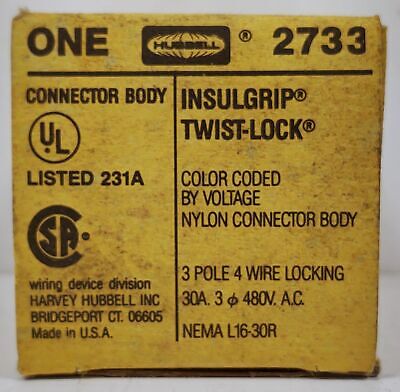 ONE HUBBELL ® 2733
CONNECTOR BODY
UL
LISTED 231A
SA
wiring device division
HARVEY HUBBELL INC
BRIDGEPORT CT. 06605
Made in U.S.A.
INSULGRIP®
TWIST-LOCK®
COLOR CODED
BY VOLTAGE
NYLON CONNECTOR BODY
3 POLE 4 WIRE LOCKING
30A. 3 φ 480V. A.C.
NEMA L16-30R